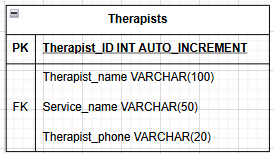 Therapists
PK Therapist_ID INT AUTO_INCREMENT
Therapist_name VARCHAR(100)
FK Service_name VARCHAR(50)
Therapist_phone VARCHAR(20)